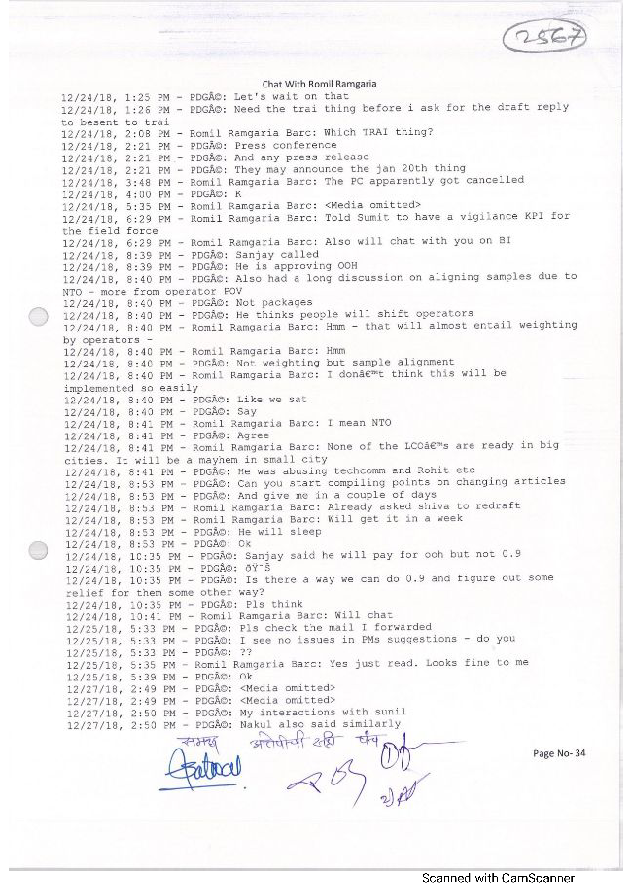 2567
Chat With Romil Ramgaria
12/24/18, 1:25 PM - PDGÂ©: Let's wait on that
12/24/18, 1:26 PM - PDGÂ©: Need the trai thing before i ask for the draft reply
to besent to trai
12/24/18, 2:08 PM - Romil Ramgaria Barc: Which TRAI thing?
12/24/18, 2:21 PM - PDGÂ©: Press conference
12/24/18, 2:21 PM - PDGÂ©: And any press release
12/24/18, 2:21 PM - PDGÂ©: They may announce the jan 20th thing
12/24/18, 3:48 PM - Romil Ramgaria Barc: The PC apparently got cancelled
12/24/18, 4:00 PM - PDGÂ©: K
12/24/18, 5:35 PM - Romil Ramgaria Barc: <Media omitted>
12/24/18, 6:29 PM - Romil Ramgaria Barc: Told Sumit to have a vigilance KPI for
the field force
12/24/18, 6:29 PM - Romil Ramgaria Barc: Also will chat with you on BI
12/24/18, 8:39 PM - PDGÂ©: Sanjay called
12/24/18, 8:39 PM - PDGÂ©: He is approving OOH
12/24/18, 8:40 PM - PDGÂ©: Also had a long discussion on aligning samples due to
NTO - more from operator POV
12/24/18, 8:40 PM - PDGÂ©: Not packages
12/24/18, 8:40 PM - PDGÂ©: He thinks people will shift operators
12/24/18, 8:40 PM - Romil Ramgaria Barc: Hmm - that will almost entail weighting
by operators -
12/24/18, 8:40 PM - Romil Ramgaria Barc: Hmm
12/24/18, 8:40 PM - PDGÂ©: Not weighting but sample alignment
12/24/18, 8:40 PM - Romil Ramgaria Barc: I donâ€™t think this will be
implemented so easily
12/24/18, 8:40 PM - PDGÂ©: Like we sat
12/24/18, 8:40 PM - PDGÂ©: Say
12/24/18, 8:41 PM - Romil Ramgaria Barc: I mean NTO
12/24/18, 8:41 PM - PDGÂ©: Agree
12/24/18, 8:41 PM - Romil Ramgaria Barc: None of the LCOâ€™s are ready in big
cities. It will be a mayhem in small city
12/24/18, 8:41 PM - PDGÂ©: He was abusing techcomm and Rohit etc
12/24/18, 8:53 PM - PDGÂ©: Can you start compiling points on changing articles
12/24/18, 8:53 PM - PDGÂ©: And give me in a couple of days
12/24/18, 8:53 PM - Romil Ramgaria Barc: Already asked shiva to redraft
12/24/18, 8:53 PM - Romil Ramgaria Barc: Will get it in a week
12/24/18, 8:53 PM - PDGÂ©: He will sleep
12/24/18, 8:53 PM - PDGÂ©: Ok
12/24/18, 10:35 PM - PDGÂ©: Sanjay said he will pay for ooh but not 0.9
12/24/18, 10:35 PM - PDGÂ©: ðŸ˜Š
12/24/18, 10:35 PM - PDGÂ©: Is there a way we can do 0.9 and figure out some
relief for them some other way?
12/24/18, 10:35 PM - PDGÂ©: Pls think
12/24/18, 10:41 PM - Romil Ramgaria Barc: Will chat
12/25/18, 5:33 PM - PDGÂ©: Pls check the mail I forwarded
12/25/18, 5:33 PM - PDGÂ©: I see no issues in PMs suggestions - do you
12/25/18, 5:33 PM - PDGÂ©: ??
12/25/18, 5:35 PM - Romil Ramgaria Barc: Yes just read. Looks fine to me
12/25/18, 5:39 PM - PDGÂ©: Ok
12/27/18, 2:49 PM - PDGÂ©: <Media omitted>
12/27/18, 2:49 PM - PDGÂ©: <Media omitted>
12/27/18, 2:50 PM - PDGÂ©: My interactions with sunil
12/27/18, 2:50 PM - PDGÂ©: Nakul also said similarly
समक्ष आरोपीची सही पंच
Page No- 34
Scanned with CamScanner